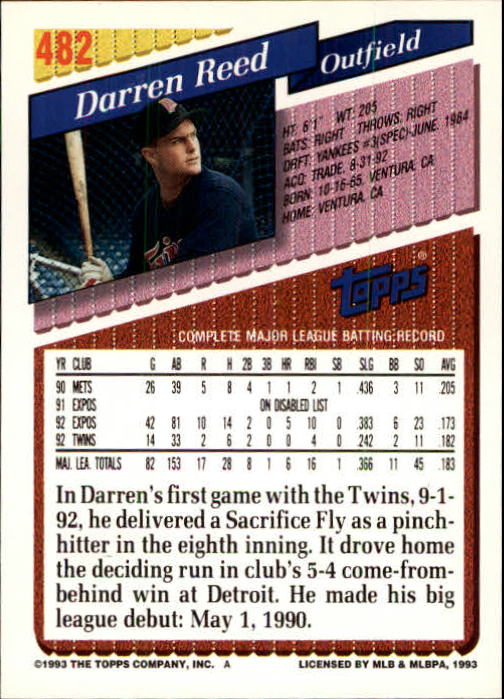 482
Darren Reed
Outfield
HT: 6'1" WT: 205
BATS: RIGHT THROWS: RIGHT
DRFT: YANKEES #3(SPEC)-JUNE, 1984
ACQ: TRADE, 8-31-92
BORN: 10-16-65, VENTURA, CA
HOME: VENTURA, CA
Twins
TOPPS®
COMPLETE MAJOR LEAGUE BATTING RECORD
YR CLUB G AB R H 2B 3B HR RBI SB SLG BB SO AVG
90 METS 26 39 5 8 4 1 1 2 1 .436 3 11 .205
91 EXPOS ON DISABLED LIST
92 EXPOS 42 81 10 14 2 0 5 10 0 .383 6 23 .173
92 TWINS 14 33 2 6 2 0 0 4 0 .242 2 11 .182
MAJ. LEA. TOTALS 82 153 17 28 8 1 6 16 1 .366 11 45 .183
In Darren's first game with the Twins, 9-1-
92, he delivered a Sacrifice Fly as a pinch-
hitter in the eighth inning. It drove home
the deciding run in club's 5-4 come-from-
behind win at Detroit. He made his big
league debut: May 1, 1990.
©1993 THE TOPPS COMPANY, INC. A
LICENSED BY MLB & MLBPA, 1993